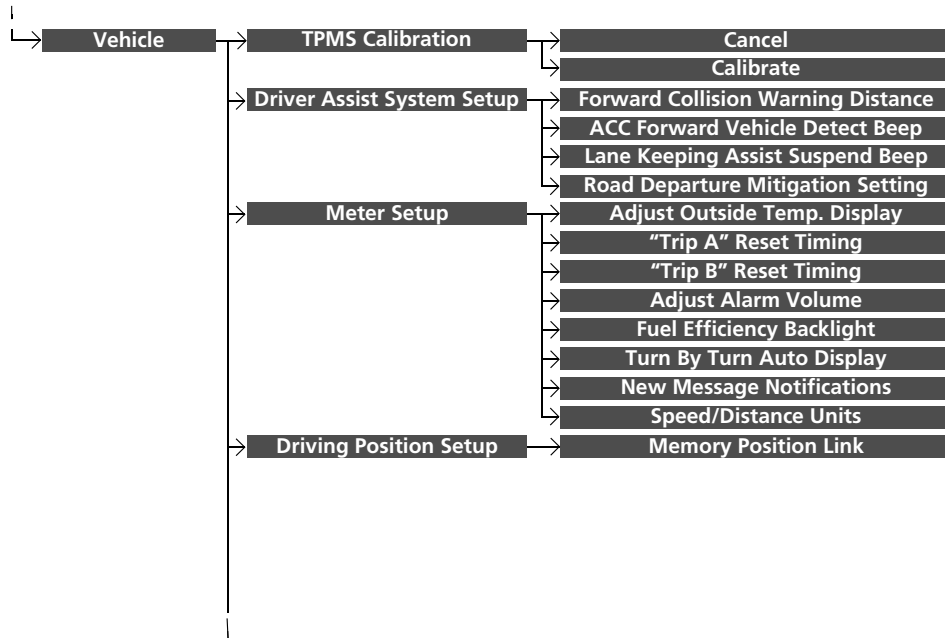 Vehicle
TPMS Calibration
Cancel
Calibrate
Driver Assist System Setup
Forward Collision Warning Distance
ACC Forward Vehicle Detect Beep
Lane Keeping Assist Suspend Beep
Road Departure Mitigation Setting
Meter Setup
Adjust Outside Temp. Display
“Trip A” Reset Timing
“Trip B” Reset Timing
Adjust Alarm Volume
Fuel Efficiency Backlight
Turn By Turn Auto Display
New Message Notifications
Speed/Distance Units
Driving Position Setup
Memory Position Link